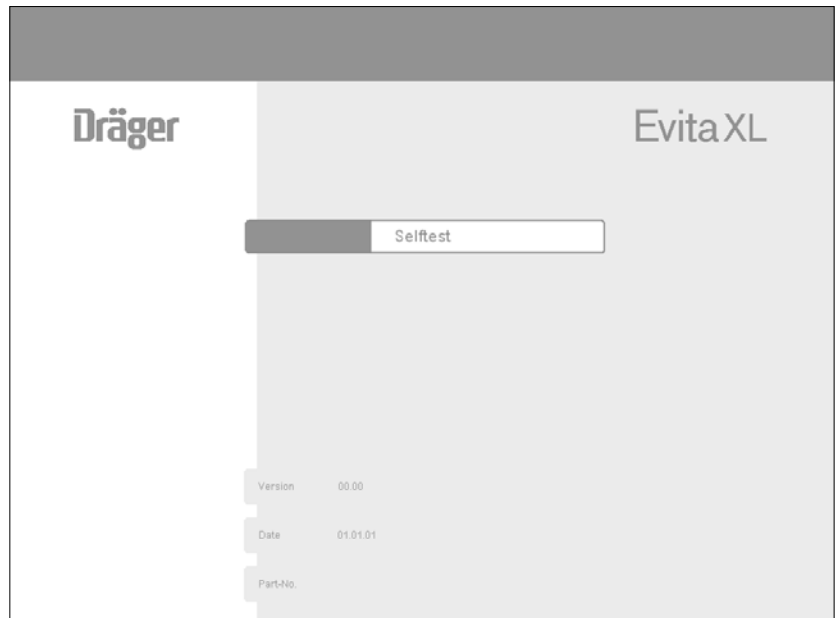 Dräger
Evita XL
Selftest
Version 00.00
Date 01.01.01
Part-No.